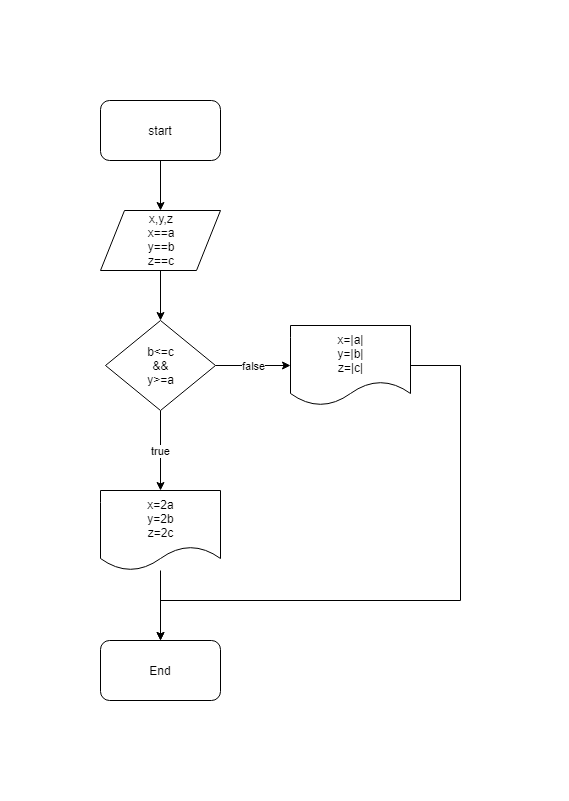 start
x,y,z
x==a
y==b
z==c
b<=c
&&
y>=a
false
x=|a|
y=|b|
z=|c|
true
x=2a
y=2b
z=2c
End